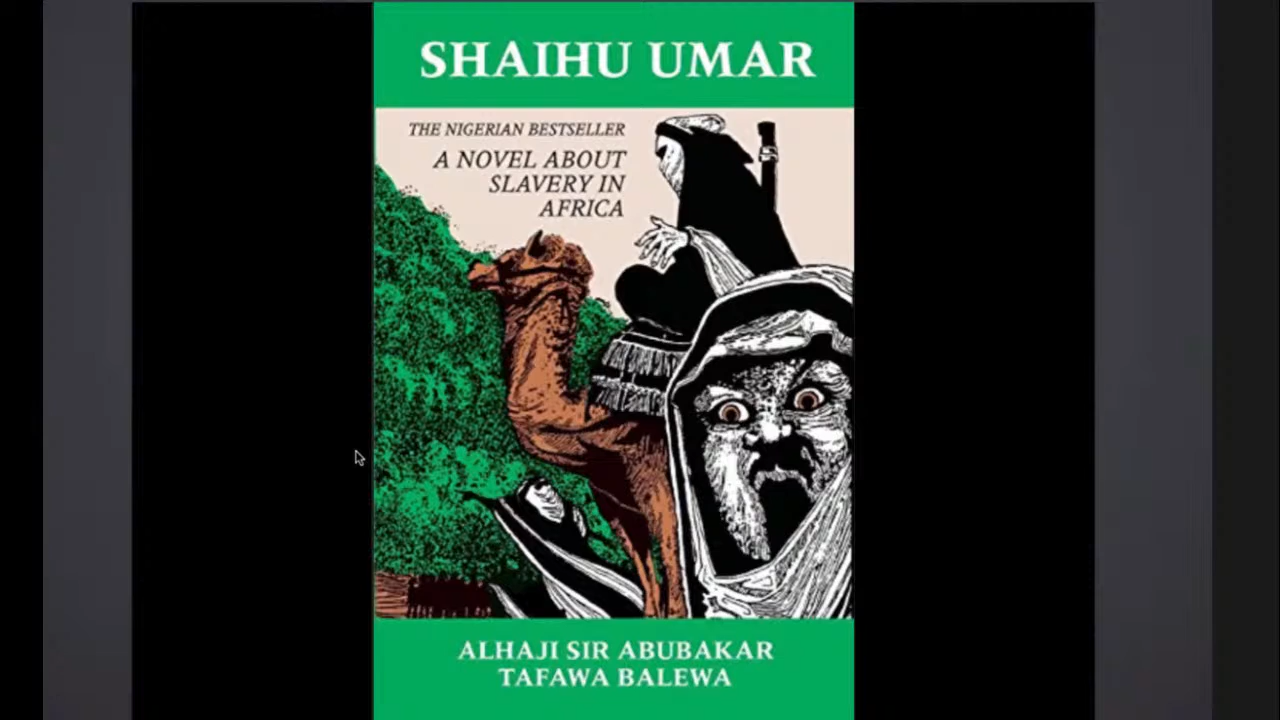 SHAIHU UMAR
THE NIGERIAN BESTSELLER
A NOVEL ABOUT
SLAVERY IN
AFRICA
ALHAJI SIR ABUBAKAR
TAFAWA BALEWA